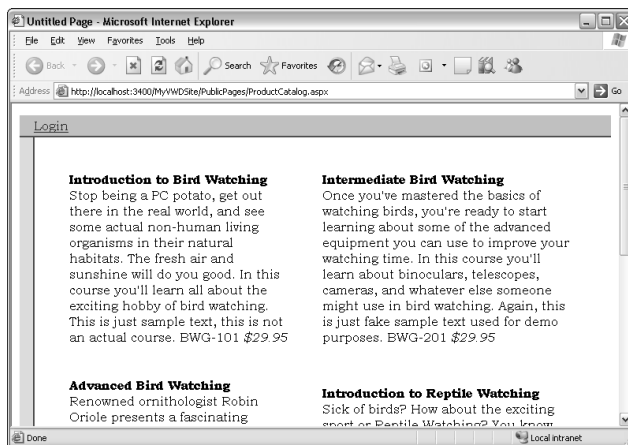 Untitled Page - Microsoft Internet Explorer
File Edit View Favorites Tools Help
Back Search Favorites
Address http://localhost:3400/MyVWDSite/PublicPages/ProductCatalog.aspx Go
Login
Introduction to Bird Watching
Stop being a PC potato, get out
there in the real world, and see
some actual non-human living
organisms in their natural
habitats. The fresh air and
sunshine will do you good. In this
course you'll learn all about the
exciting hobby of bird watching.
This is just sample text, this is not
an actual course. BWG-101 $29.95
Intermediate Bird Watching
Once you've mastered the basics of
watching birds, you're ready to start
learning about some of the advanced
equipment you can use to improve your
watching time. In this course you'll
learn about binoculars, telescopes,
cameras, and whatever else someone
might use in bird watching. Again, this
is just fake sample text used for demo
purposes. BWG-201 $29.95
Advanced Bird Watching
Renowned ornithologist Robin
Oriole presents a fascinating
Introduction to Reptile Watching
Sick of birds? How about the exciting
sport or Reptile Watching? You know
Done Local intranet